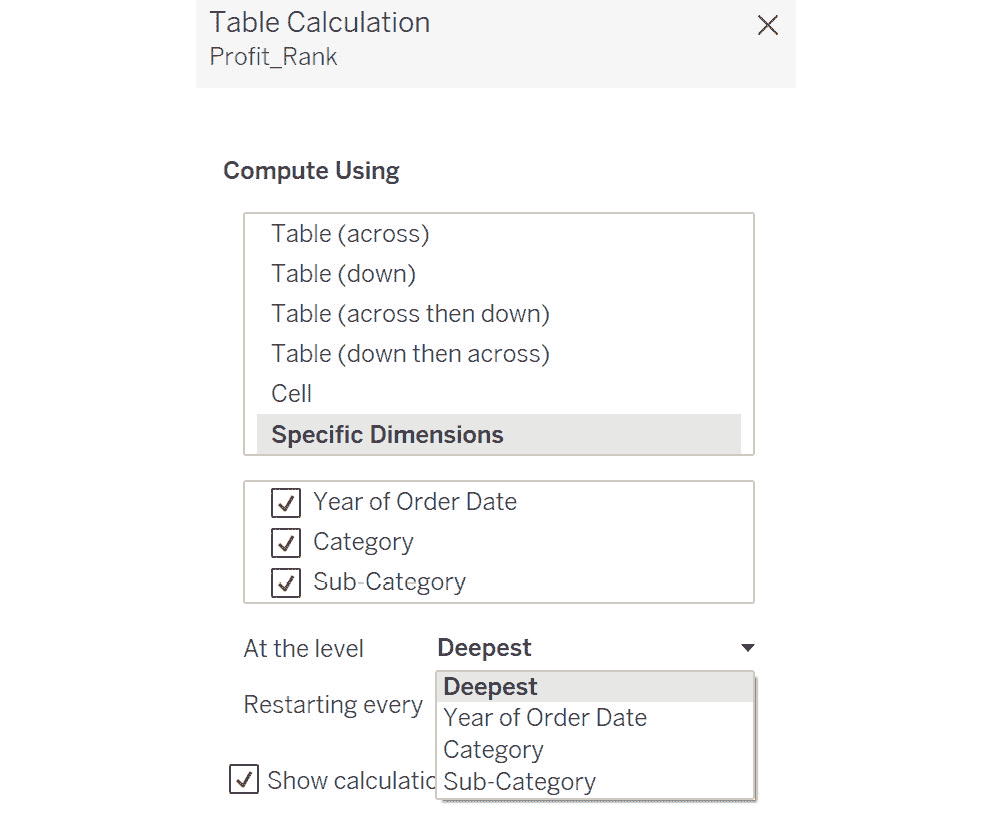 Table Calculation
Profit_Rank
Compute Using
Table (across)
Table (down)
Table (across then down)
Table (down then across)
Cell
Specific Dimensions
Year of Order Date
Category
Sub-Category
At the level Deepest
Deepest
Restarting every
Year of Order Date
Category
Show calculatio
Sub-Category